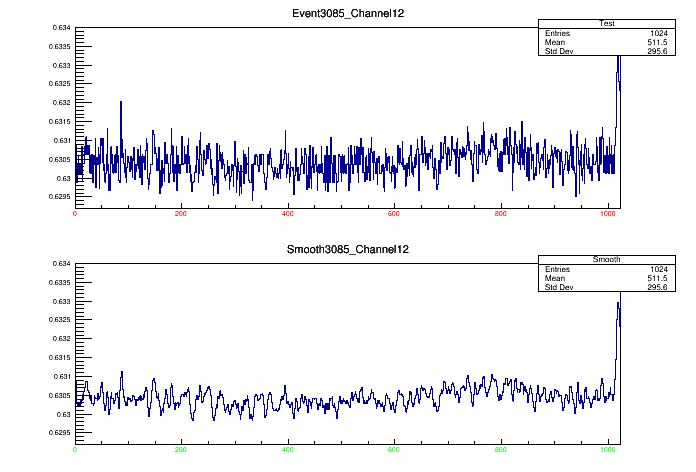 Event3085_Channel12
Test
Entries 1024
Mean 511.5
Std Dev 295.6
0.634
0.6335
0.633
0.6325
0.632
0.6315
0.631
0.6305
0.63
0.6295
0 200 400 600 800 1000
Smooth3085_Channel12
Smooth
Entries 1024
Mean 511.5
Std Dev 295.6
0.634
0.6335
0.633
0.6325
0.632
0.6315
0.631
0.6305
0.63
0.6295
0 200 400 600 800 1000